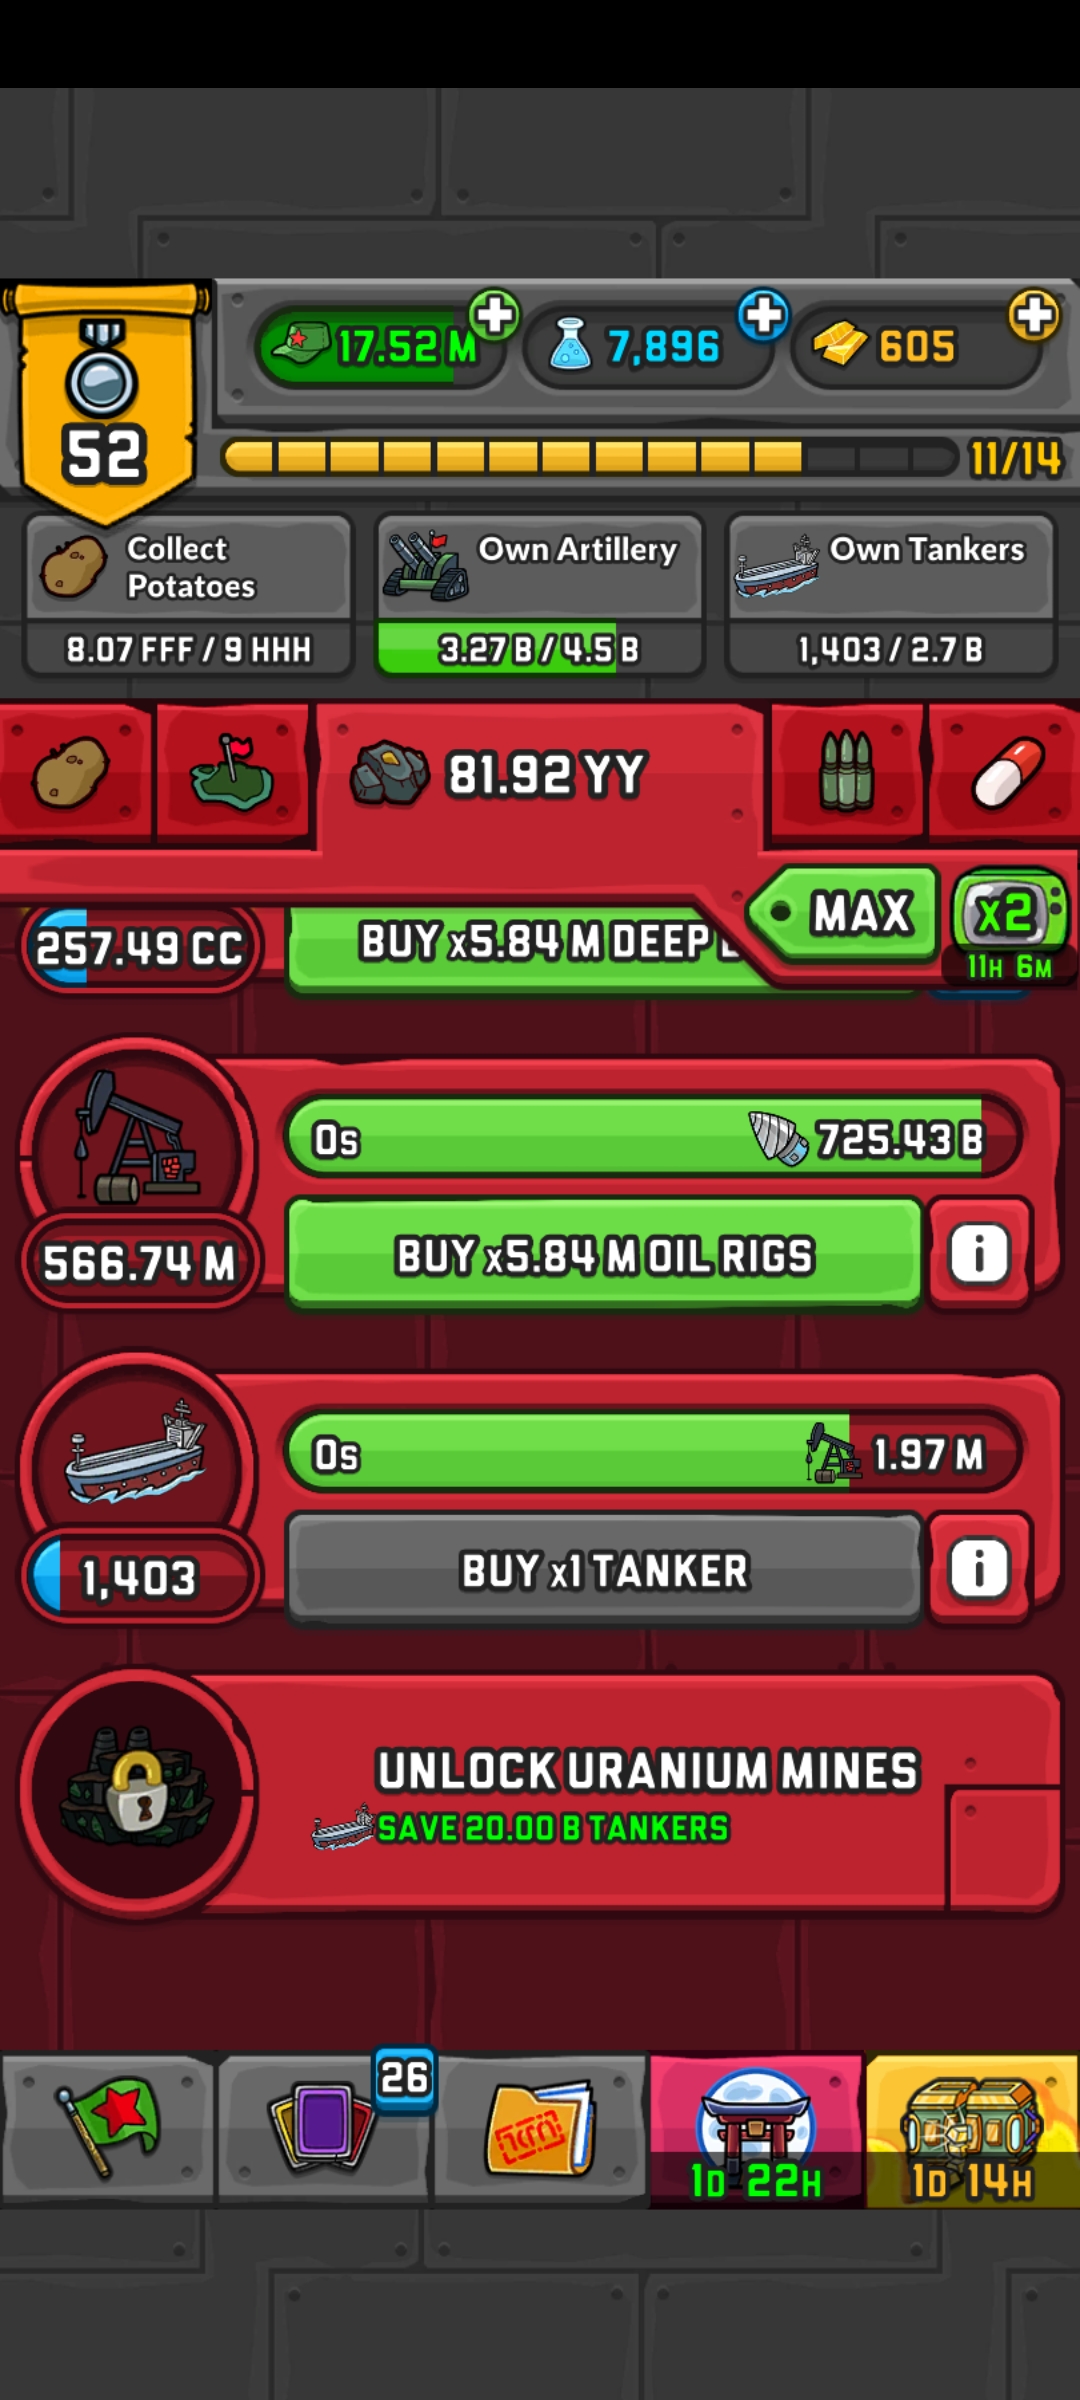 17.52 M
7,896
605
52
11/14
Collect
Potatoes
Own Artillery
Own Tankers
8.07 FFF / 9 HHH
3.27 B / 4.5 B
1,403 / 2.7 B
81.92 YY
MAX
x2
11H 6M
257.49 CC
BUY x5.84 M DEEP
0s
725.43 B
566.74 M
BUY x5.84 M OIL RIGS
i
0s
1.97 M
1,403
BUY x1 TANKER
i
UNLOCK URANIUM MINES
SAVE 20.00 B TANKERS
26
1D 22H
1D 14H